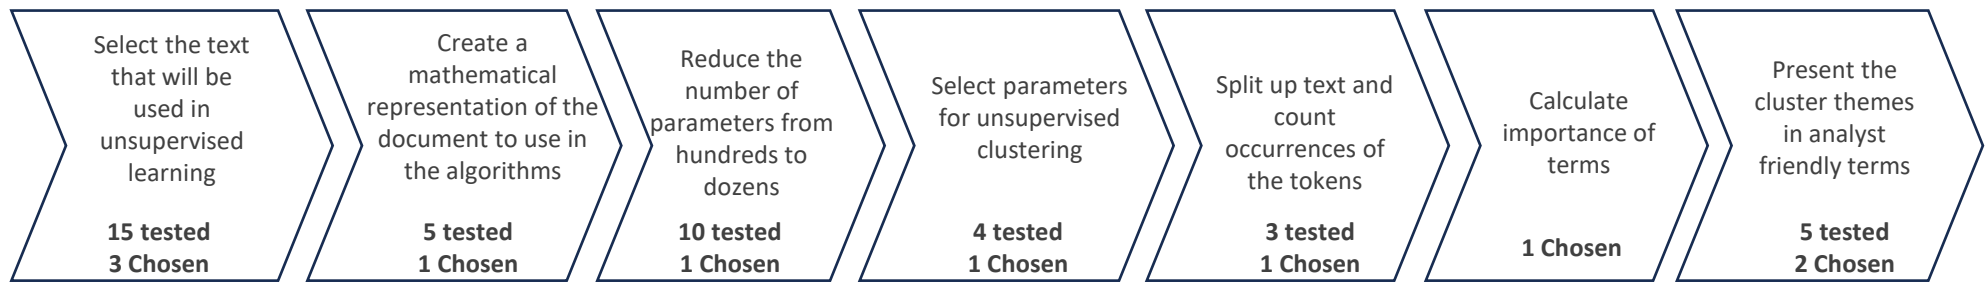 Select the text
that will be
used in
unsupervised
learning
15 tested
3 Chosen
Create a
mathematical
representation of the
document to use in
the algorithms
5 tested
1 Chosen
Reduce the
number of
parameters from
hundreds to
dozens
10 tested
1 Chosen
Select parameters
for unsupervised
clustering
4 tested
1 Chosen
Split up text and
count
occurrences of
the tokens
3 tested
1 Chosen
Calculate
importance of
terms
1 Chosen
Present the
cluster themes
in analyst
friendly terms
5 tested
2 Chosen